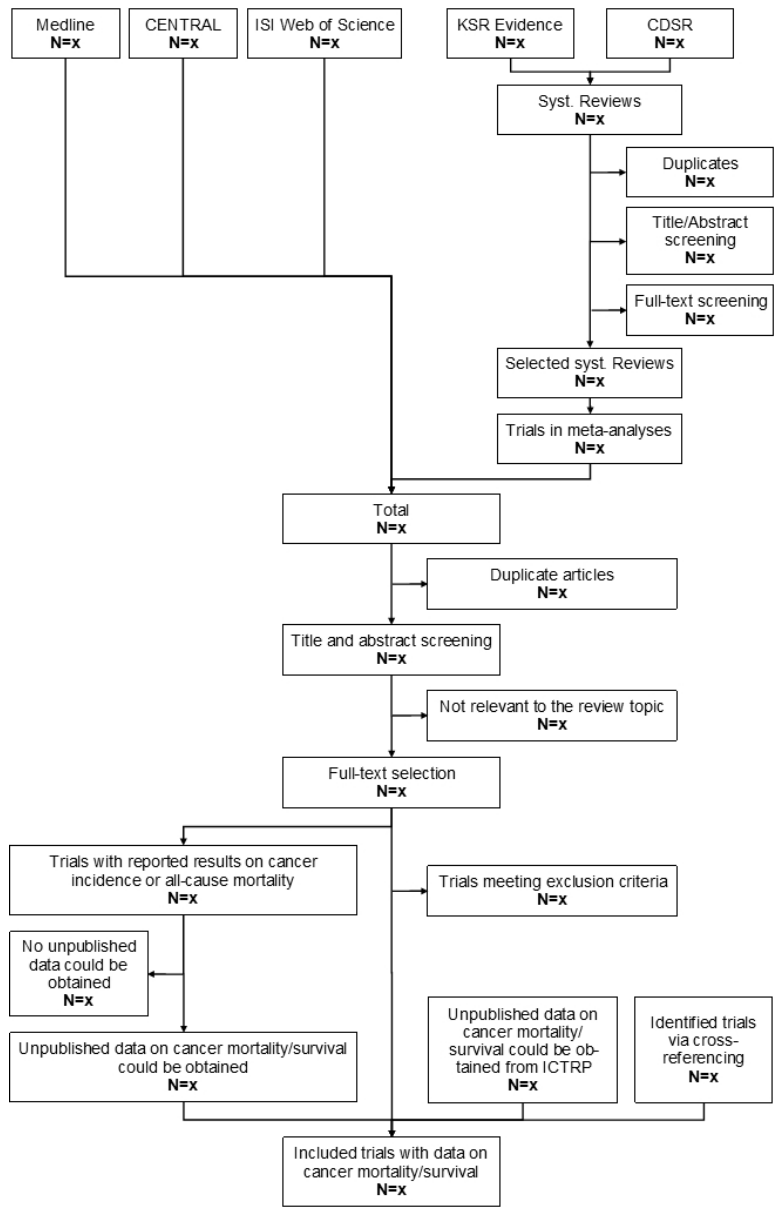 Medline
N=x
CENTRAL
N=x
ISI Web of Science
N=x
KSR Evidence
N=x
CDSR
N=x
Syst. Reviews
N=x
Duplicates
N=x
Title/Abstract
screening
N=x
Full-text screening
N=x
Selected syst. Reviews
N=x
Trials in meta-analyses
N=x
Total
N=x
Duplicate articles
N=x
Title and abstract screening
N=x
Not relevant to the review topic
N=x
Full-text selection
N=x
Trials with reported results on cancer
incidence or all-cause mortality
N=x
Trials meeting exclusion criteria
N=x
No unpublished
data could be
obtained
N=x
Unpublished data on cancer mortality/survival
could be obtained
N=x
Unpublished data on
cancer mortality/
survival could be ob-
tained from ICTRP
N=x
Identified trials
via cross-
referencing
N=x
Included trials with data on
cancer mortality/survival
N=x